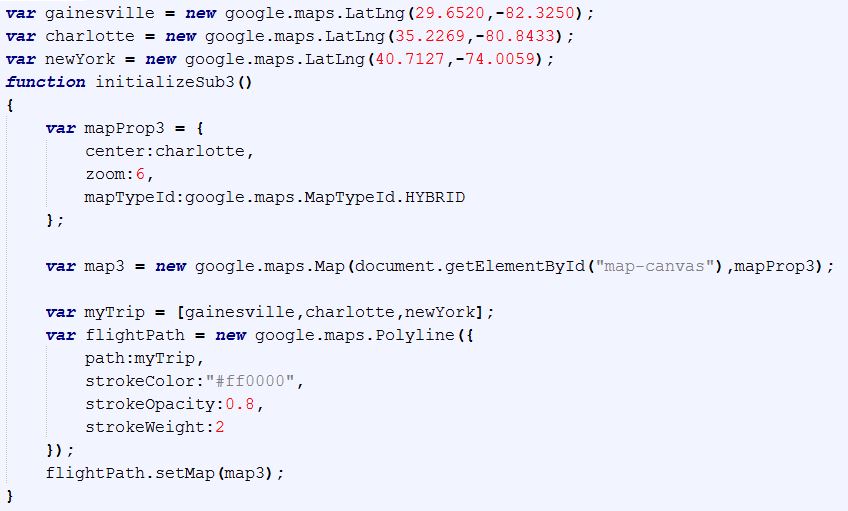 var gainesville = new google.maps.LatLng(29.6520,-82.3250);
var charlotte = new google.maps.LatLng(35.2269,-80.8433);
var newYork = new google.maps.LatLng(40.7127,-74.0059);
function initializeSub3()
{
    var mapProp3 = {
        center:charlotte,
        zoom:6,
        mapTypeId:google.maps.MapTypeId.HYBRID
    };

    var map3 = new google.maps.Map(document.getElementById("map-canvas"),mapProp3);

    var myTrip = [gainesville,charlotte,newYork];
    var flightPath = new google.maps.Polyline({
        path:myTrip,
        strokeColor:"#ff0000",
        strokeOpacity:0.8,
        strokeWeight:2
    });
    flightPath.setMap(map3);
}